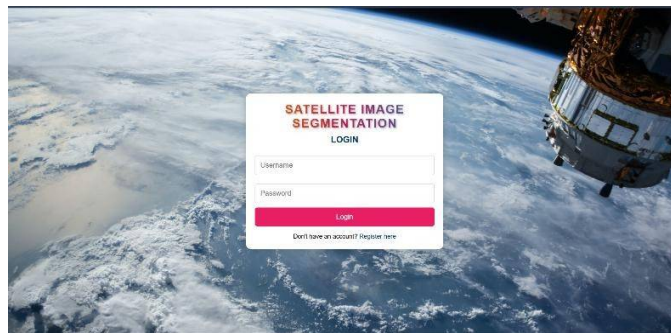 SATELLITE IMAGE
SEGMENTATION
LOGIN
Username
Password
Login
Don't have an account? Register here